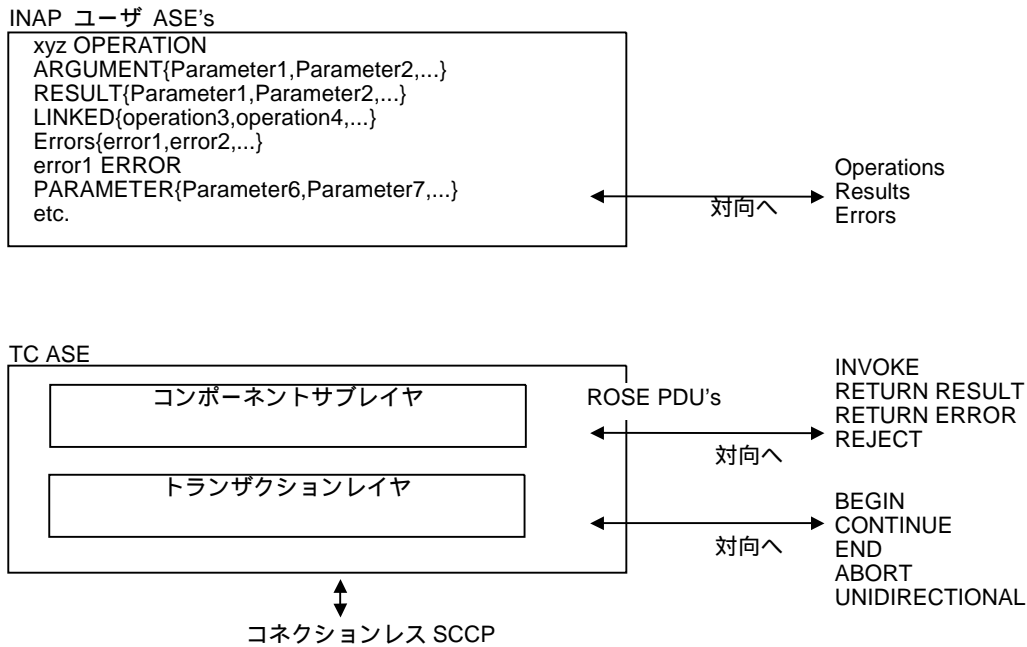 INAP ユーザ ASE's
xyz OPERATION
ARGUMENT{Parameter1,Parameter2,...}
RESULT{Parameter1,Parameter2,...}
LINKED{operation3,operation4,...}
Errors{error1,error2,...}
error1 ERROR
PARAMETER{Parameter6,Parameter7,...}
etc.
対向へ
Operations
Results
Errors
TC ASE
コンポーネントサブレイヤ
ROSE PDU's
対向へ
INVOKE
RETURN RESULT
RETURN ERROR
REJECT
トランザクションレイヤ
対向へ
BEGIN
CONTINUE
END
ABORT
UNIDIRECTIONAL
コネクションレス SCCP